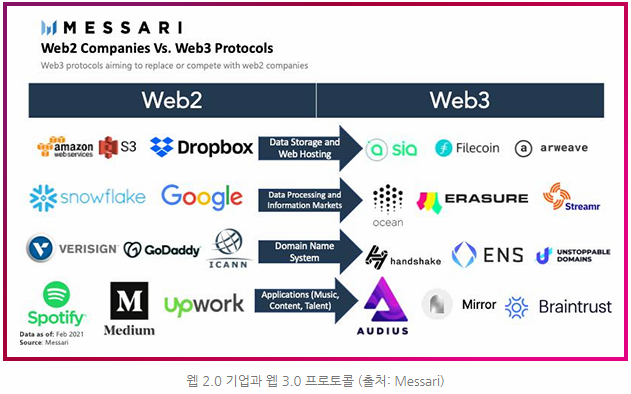 MESSARI
Web2 Companies Vs. Web3 Protocols
Web3 protocols aiming to replace or compete with web2 companies
Web2 Web3
amazon webservices S3 Dropbox Data Storage and Web Hosting sia Filecoin a arweave
snowflake Google Data Processing and Information Markets ocean ERASURE Streamr
VERISIGN GoDaddy ICANN Domain Name System handshake ENS UNSTOPPABLE DOMAINS
Spotify M Medium upwork Applications (Music, Content, Talent) AUDIUS Mirror Braintrust
Data as of: Feb 2021
Source: Messari
웹 2.0 기업과 웹 3.0 프로토콜 (출처: Messari)